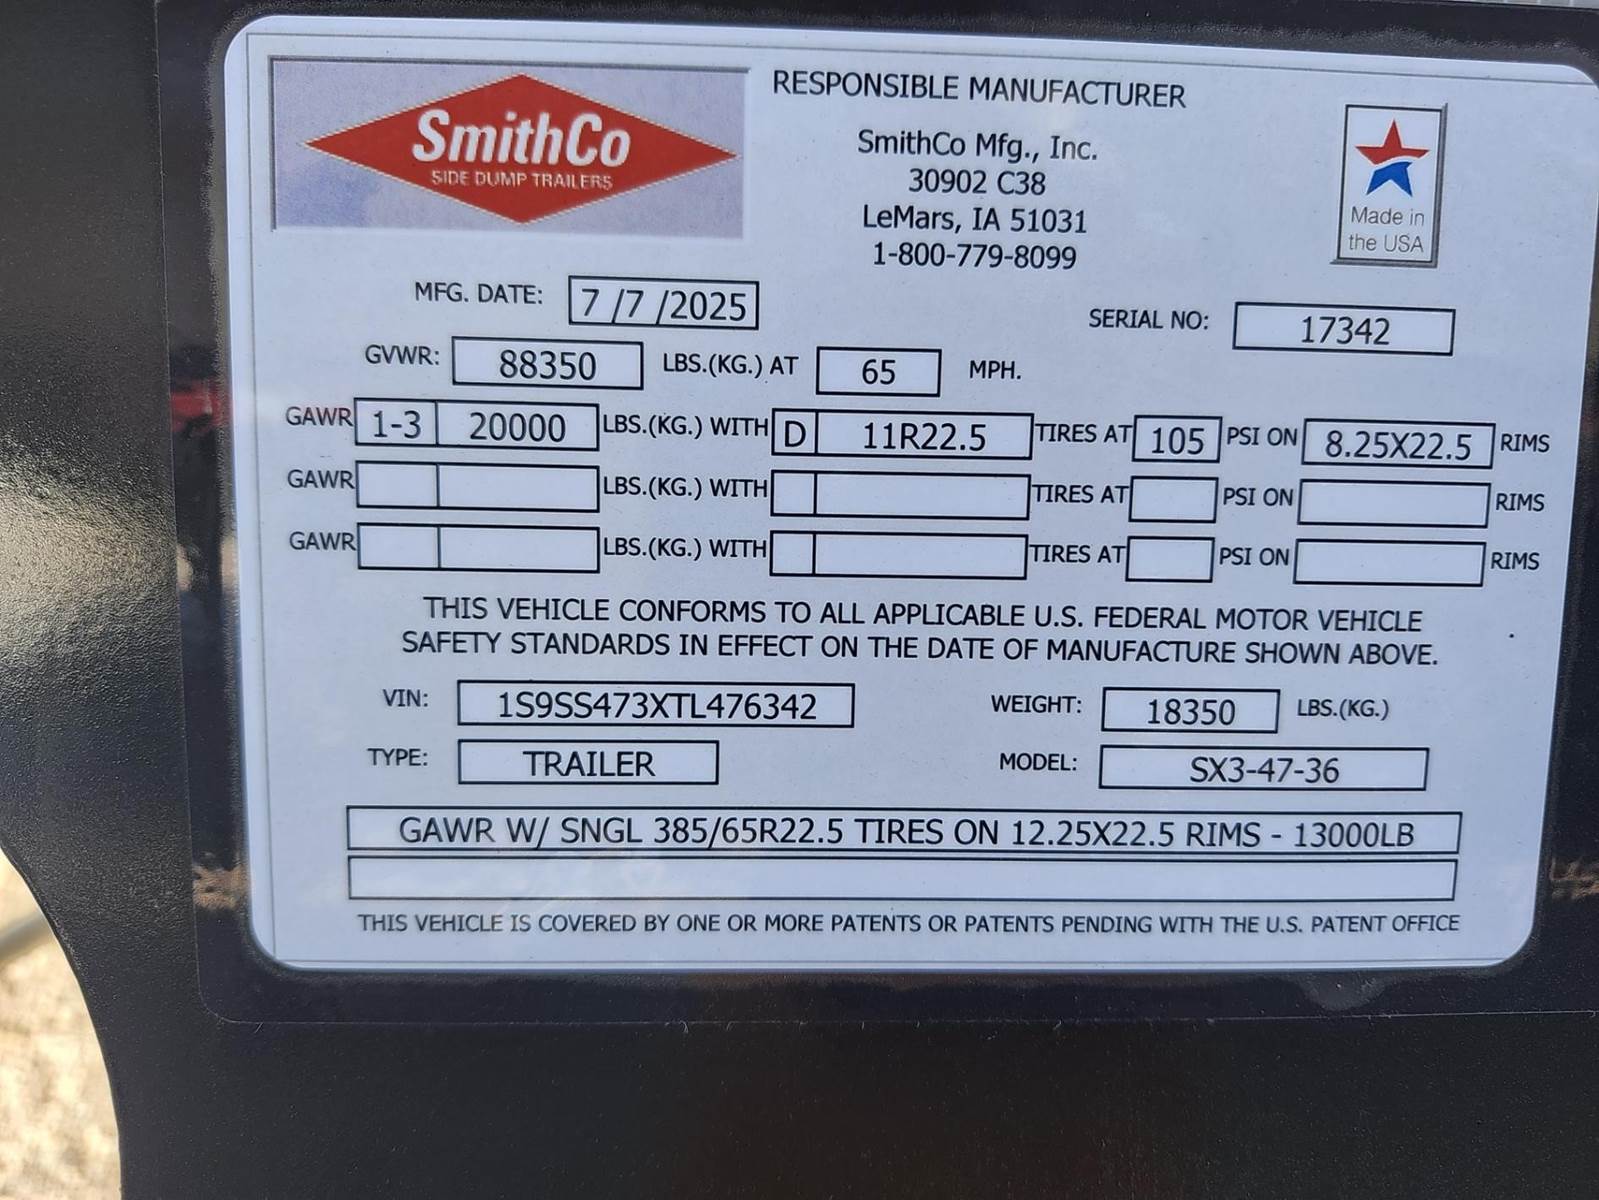 SmithCo
SIDE DUMP TRAILERS
RESPONSIBLE MANUFACTURER
SmithCo Mfg., Inc.
30902 C38
LeMars, IA 51031
1-800-779-8099
Made in
the USA
MFG. DATE: 7 /7 /2025
SERIAL NO: 17342
GVWR: 88350 LBS.(KG.) AT 65 MPH.
GAWR 1-3 20000 LBS.(KG.) WITH D 11R22.5 TIRES AT 105 PSI ON 8.25X22.5 RIMS
GAWR LBS.(KG.) WITH TIRES AT PSI ON RIMS
GAWR LBS.(KG.) WITH TIRES AT PSI ON RIMS
THIS VEHICLE CONFORMS TO ALL APPLICABLE U.S. FEDERAL MOTOR VEHICLE
SAFETY STANDARDS IN EFFECT ON THE DATE OF MANUFACTURE SHOWN ABOVE.
VIN: 1S9SS473XTL476342 WEIGHT: 18350 LBS.(KG.)
TYPE: TRAILER MODEL: SX3-47-36
GAWR W/ SNGL 385/65R22.5 TIRES ON 12.25X22.5 RIMS - 13000LB
THIS VEHICLE IS COVERED BY ONE OR MORE PATENTS OR PATENTS PENDING WITH THE U.S. PATENT OFFICE